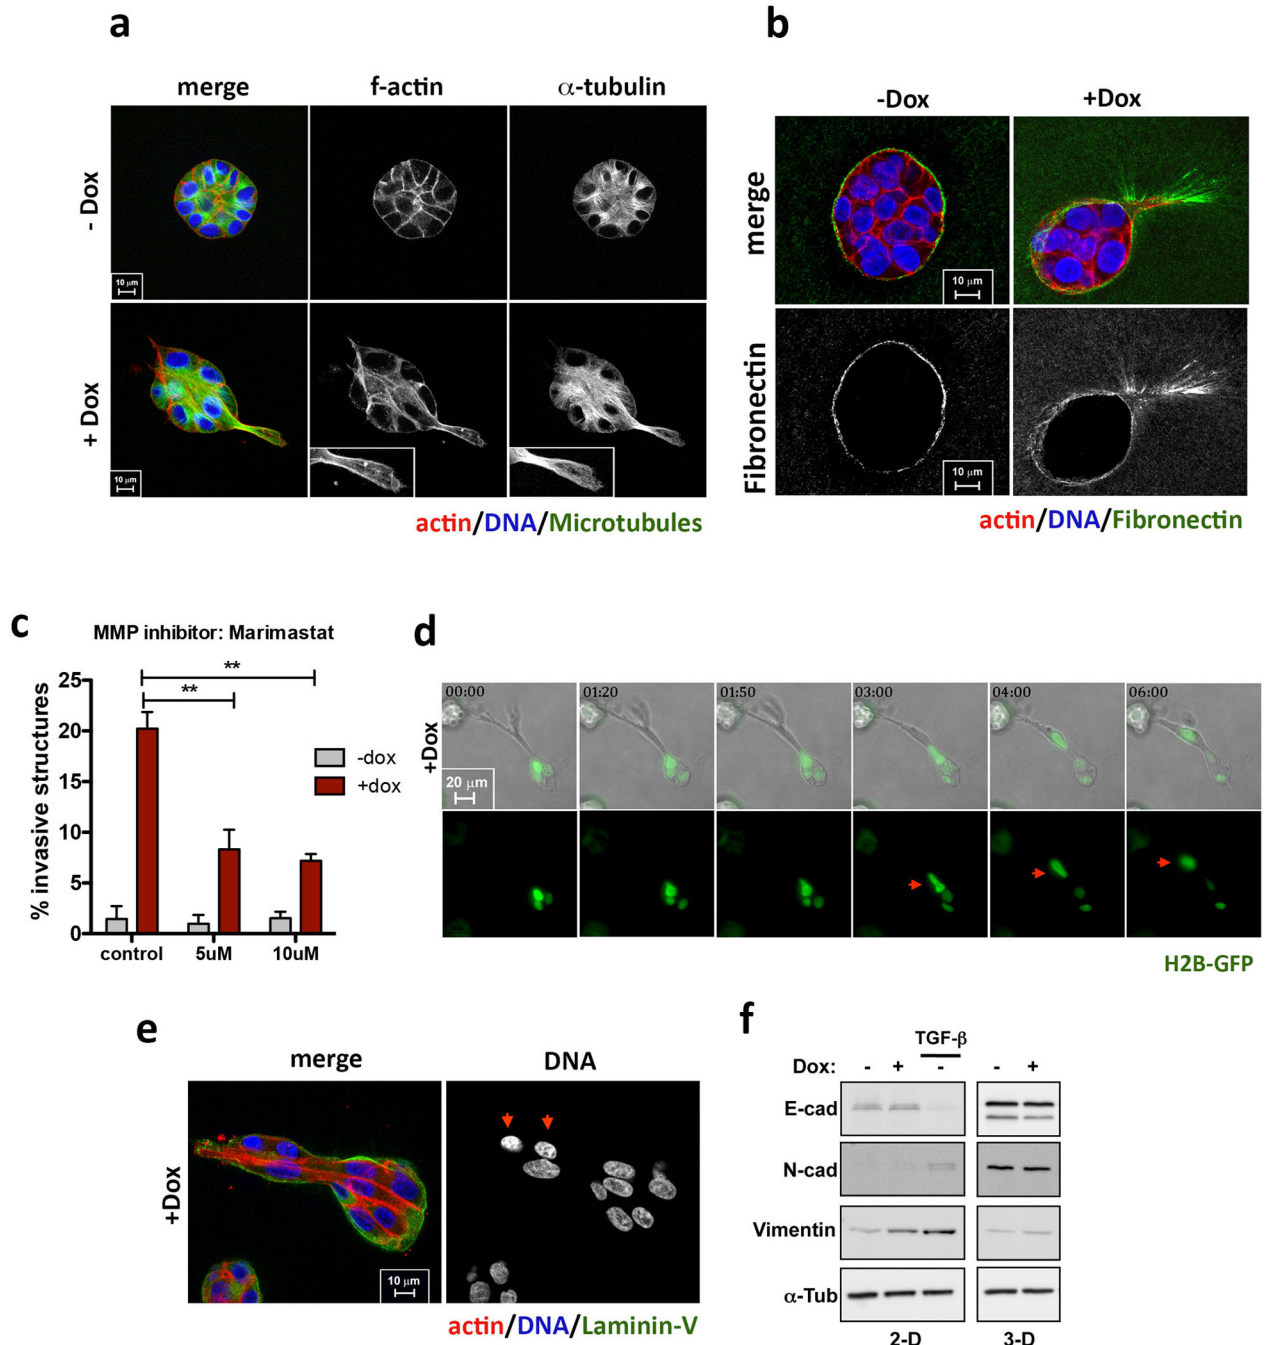 a
merge f-actin α-tubulin
- Dox
10 µm
+ Dox
10 µm
actin/DNA/Microtubules
b
-Dox +Dox
merge
10 µm
Fibronectin
10 µm
actin/DNA/Fibronectin
c
MMP inhibitor: Marimastat
**
**
% invasive structures
25
20
15
10
5
0
control 5uM 10uM
-dox
+dox
d
+Dox
00:00 01:20 01:50 03:00 04:00 06:00
20 µm
H2B-GFP
e
merge DNA
+Dox
10 µm
actin/DNA/Laminin-V
f
TGF-β
Dox: - + - - +
E-cad
N-cad
Vimentin
α-Tub
2-D 3-D